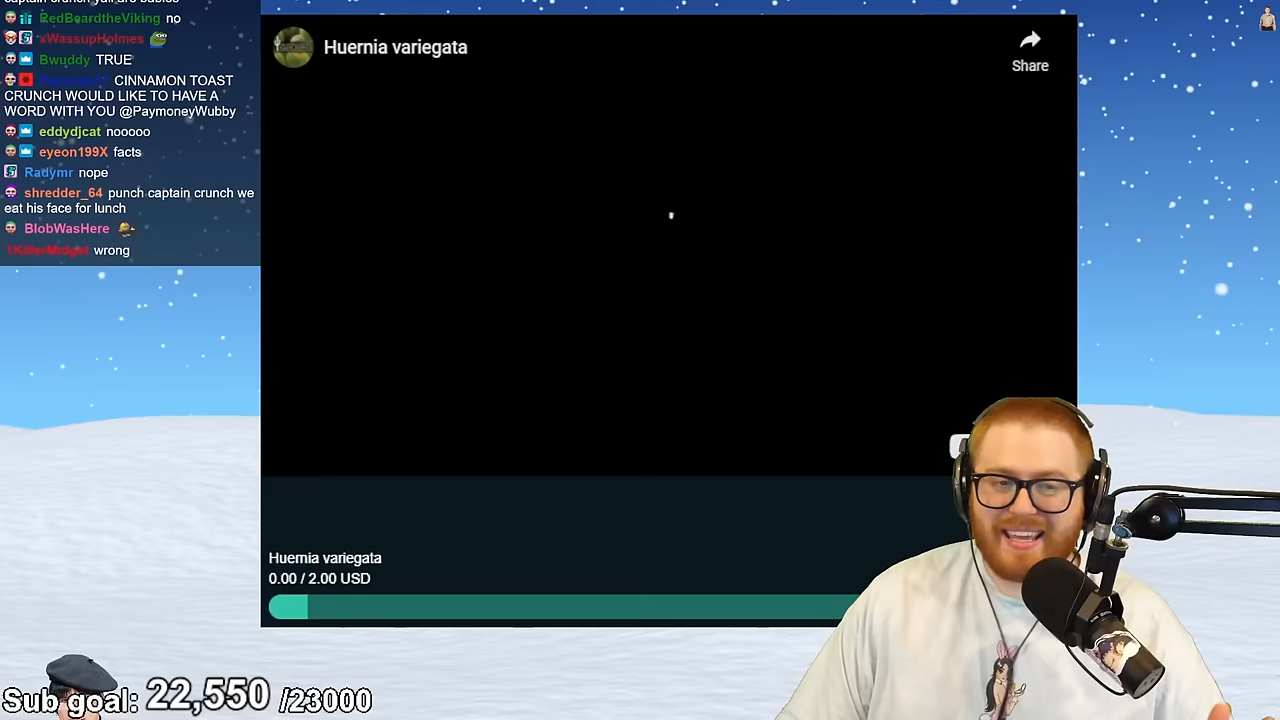 RedBeardtheViking no
xWassupHolmes
Bwuddy TRUE
CINNAMON TOAST
CRUNCH WOULD LIKE TO HAVE A
WORD WITH YOU @PaymoneyWubby
eddydjcat nooooo
eyeon199X facts
Radymr nope
shredder_64 punch captain crunch we
eat his face for lunch
BlobWasHere
1KillerMidget wrong
Huernia variegata
Share
Huernia variegata
0.00 / 2.00 USD
Sub goal: 22,550 /23000